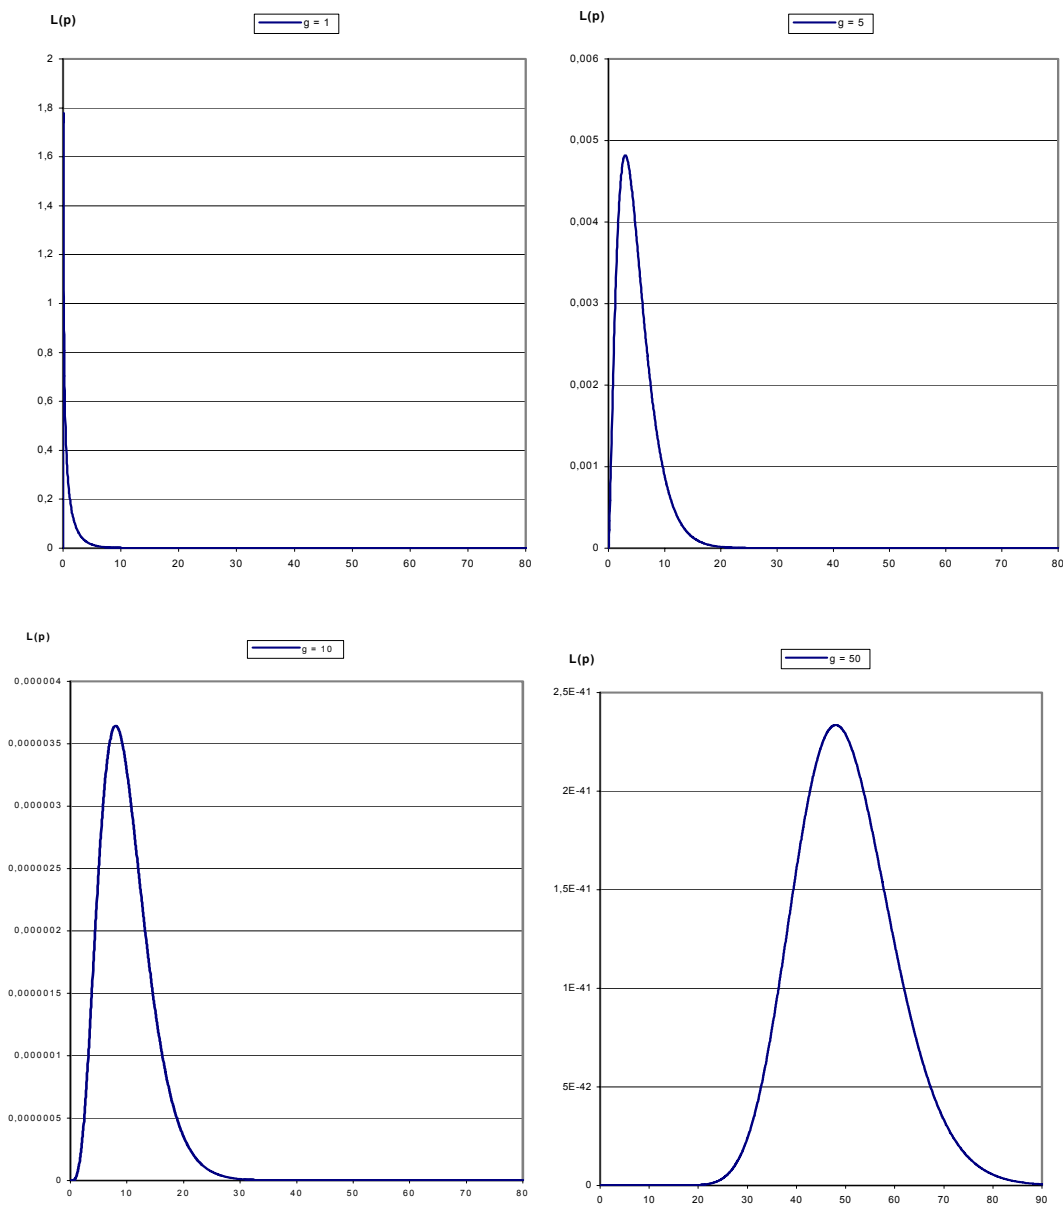 L(p)
g = 1
2
1,8
1,6
1,4
1,2
1
0,8
0,6
0,4
0,2
0
0 10 20 30 40 50 60 70 80
L(p)
g = 5
0,006
0,005
0,004
0,003
0,002
0,001
0
0 10 20 30 40 50 60 70 80
L(p)
g = 10
0,000004
0,0000035
0,000003
0,0000025
0,000002
0,0000015
0,000001
0,0000005
0
0 10 20 30 40 50 60 70 80
L(p)
g = 50
2,5E-41
2E-41
1,5E-41
1E-41
5E-42
0
0 10 20 30 40 50 60 70 80 90